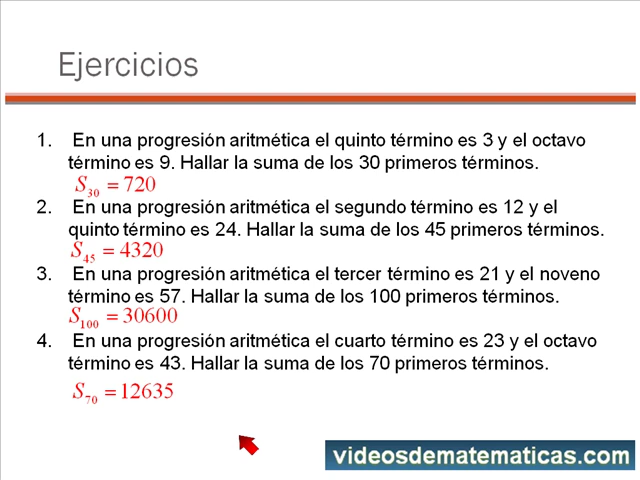 Ejercicios
1. En una progresión aritmética el quinto término es 3 y el octavo
término es 9. Hallar la suma de los 30 primeros términos.
S₃₀ = 720
2. En una progresión aritmética el segundo término es 12 y el
quinto término es 24. Hallar la suma de los 45 primeros términos.
S₄₅ = 4320
3. En una progresión aritmética el tercer término es 21 y el noveno
término es 57. Hallar la suma de los 100 primeros términos.
S₁₀₀ = 30600
4. En una progresión aritmética el cuarto término es 23 y el octavo
término es 43. Hallar la suma de los 70 primeros términos.
S₇₀ = 12635
videosdematematicas.com